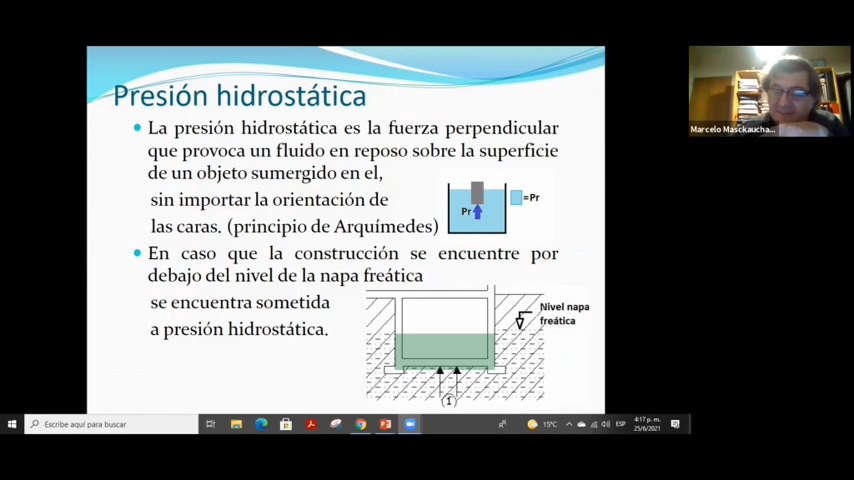 Presión hidrostática
La presión hidrostática es la fuerza perpendicular
que provoca un fluido en reposo sobre la superficie
de un objeto sumergido en el,
sin importar la orientación de
las caras. (principio de Arquímedes)
Pr
=Pr
En caso que la construcción se encuentre por
debajo del nivel de la napa freática
se encuentra sometida
a presión hidrostática.
Nivel napa
freática
1
Marcelo Masckaucha...
Escribe aquí para buscar
15°C
ESP
4:17 p. m.
25/6/2021